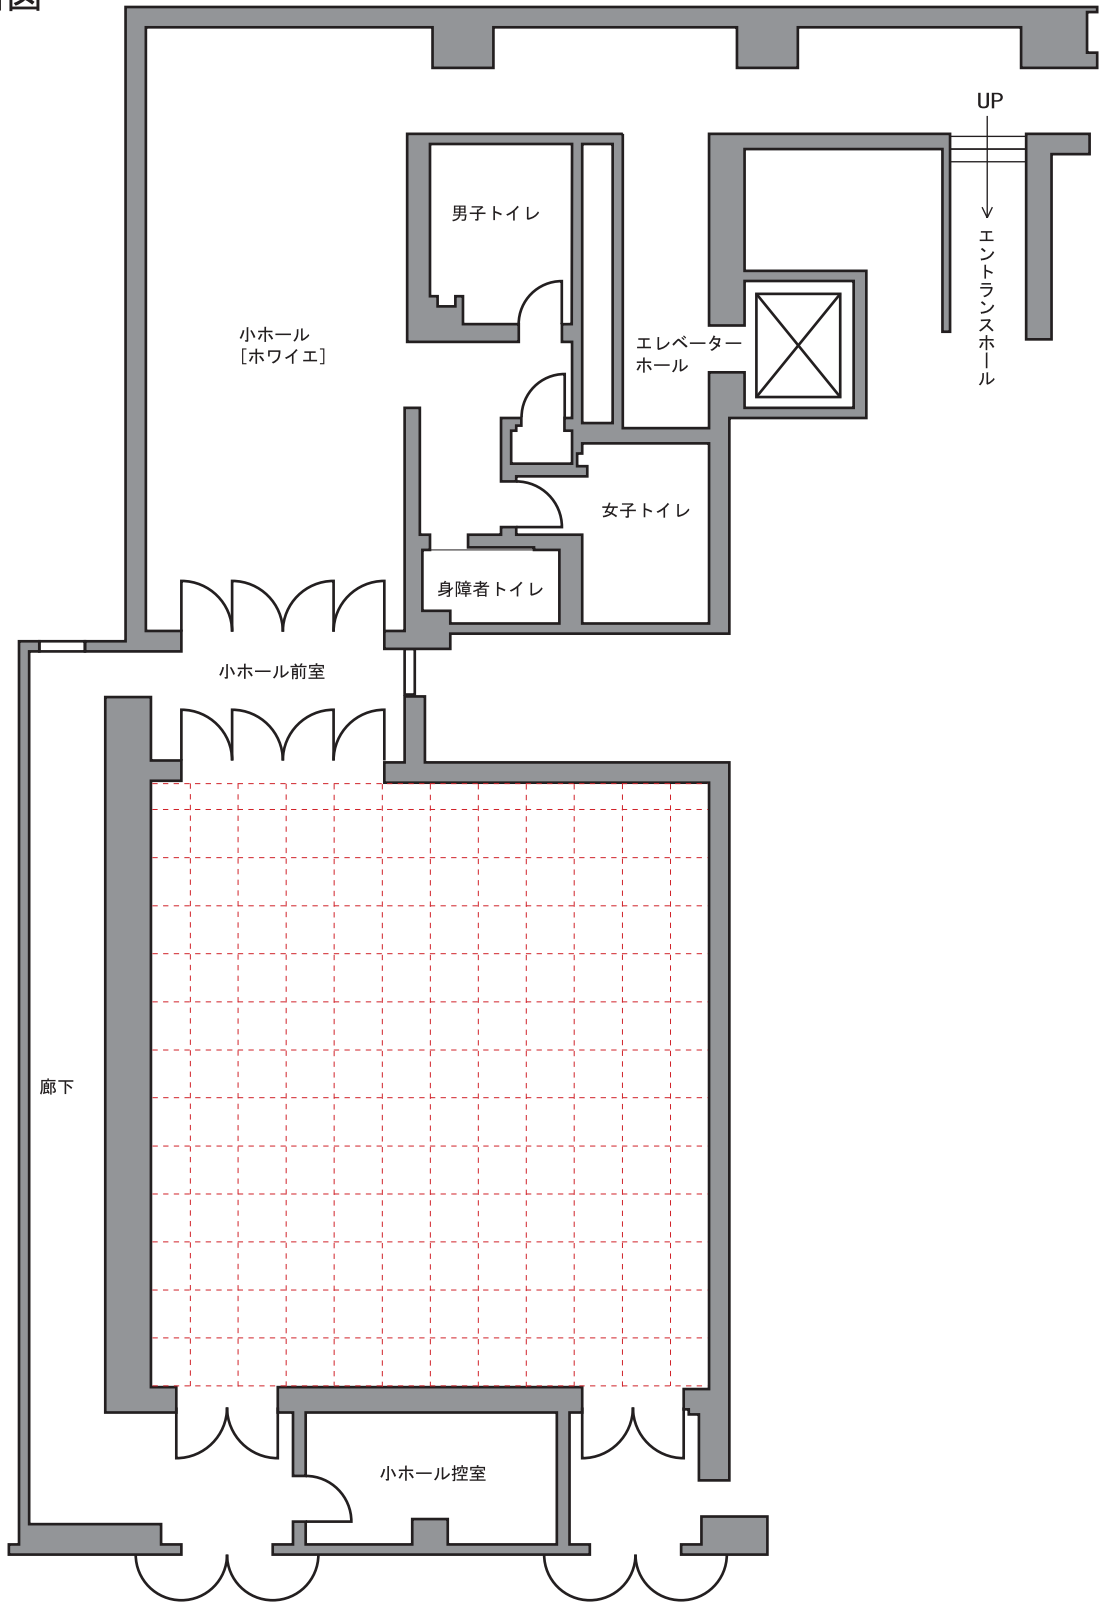 図
UP
エントランスホール
男子トイレ
小ホール
[ホワイエ]
エレベーター
ホール
女子トイレ
身障者トイレ
小ホール前室
廊下
小ホール控室